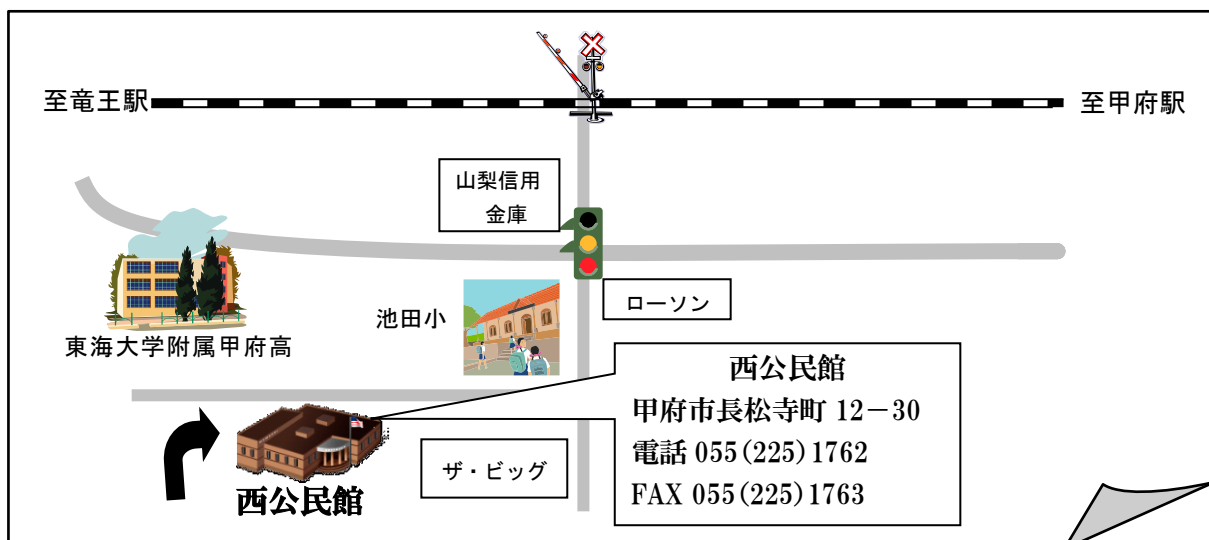 至竜王駅
至甲府駅
山梨信用
金庫
ローソン
池田小
東海大学附属甲府高
西公民館
甲府市長松寺町 12－30
電話 055(225)1762
FAX 055(225)1763
ザ・ビッグ
西公民館